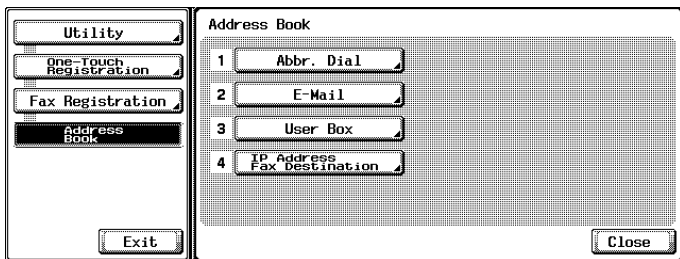 Utility
One-Touch
Registration
Fax Registration
Address
Book
Exit
Address Book
1 Abbr. Dial
2 E-Mail
3 User Box
4 IP Address
Fax Destination
Close